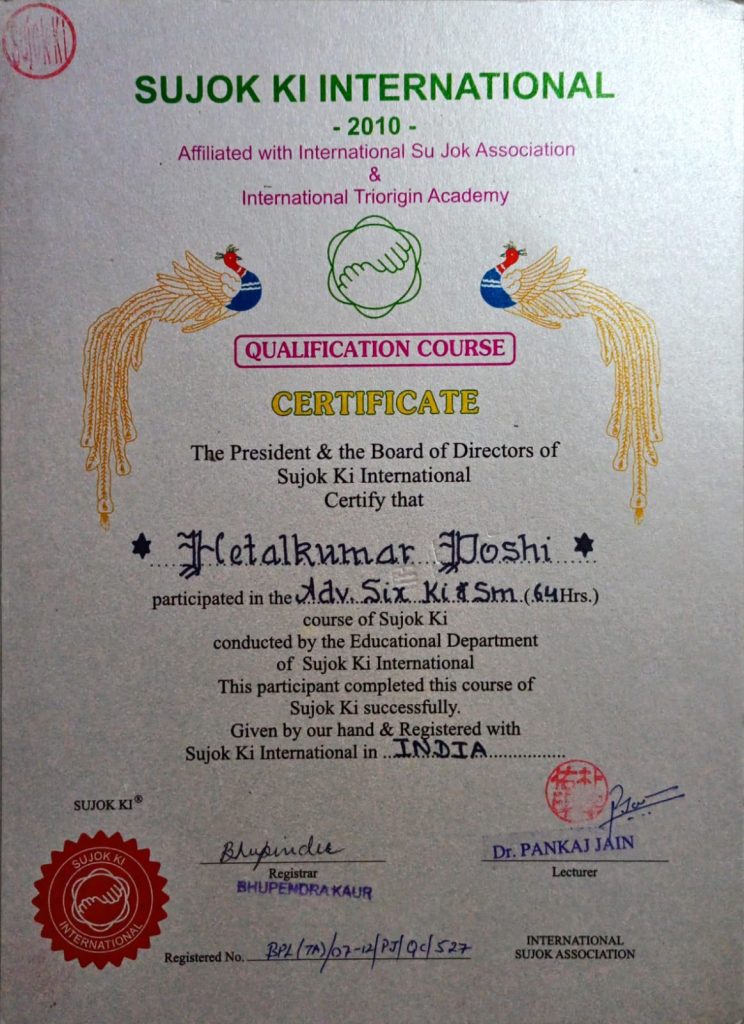 SUJOK KI
SUJOK KI INTERNATIONAL
- 2010 -
Affiliated with International Su Jok Association
&
International Triorigin Academy
QUALIFICATION COURSE
CERTIFICATE
The President & the Board of Directors of
Sujok Ki International
Certify that
Hetalkumar Doshi
participated in the Adv. Six Ki & Sm (64 Hrs.)
course of Sujok Ki
conducted by the Educational Department
of Sujok Ki International
This participant completed this course of
Sujok Ki successfully.
Given by our hand & Registered with
Sujok Ki International in INDIA
SUJOK KI®
SUJOK KI
INTERNATIONAL
Bhupinder
Registrar
BHUPENDRA KAUR
Dr. PANKAJ JAIN
Lecturer
Registered No. BPL/(TA)/07-12/PJ/QC/527
INTERNATIONAL
SUJOK ASSOCIATION